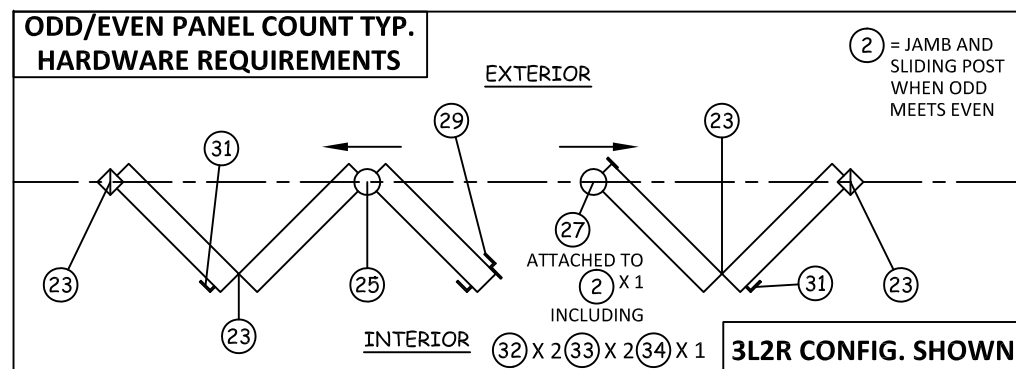 ODD/EVEN PANEL COUNT TYP.
HARDWARE REQUIREMENTS
EXTERIOR
2 = JAMB AND
SLIDING POST
WHEN ODD
MEETS EVEN
29
23
31
23
25
27
ATTACHED TO
2 X 1
INCLUDING
31
23
23
INTERIOR
32 X 2 33 X 2 34 X 1
3L2R CONFIG. SHOWN